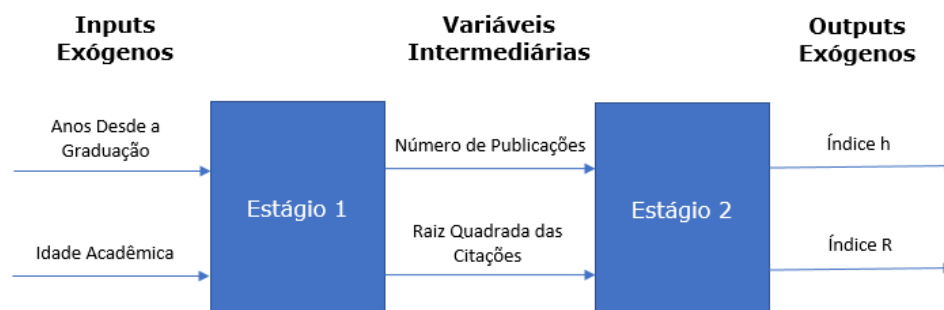 Inputs
Exógenos
Variáveis
Intermediárias
Outputs
Exógenos
Anos Desde a
Graduação
Número de Publicações
Índice h
Estágio 1
Estágio 2
Idade Acadêmica
Raiz Quadrada das
Citações
Índice R